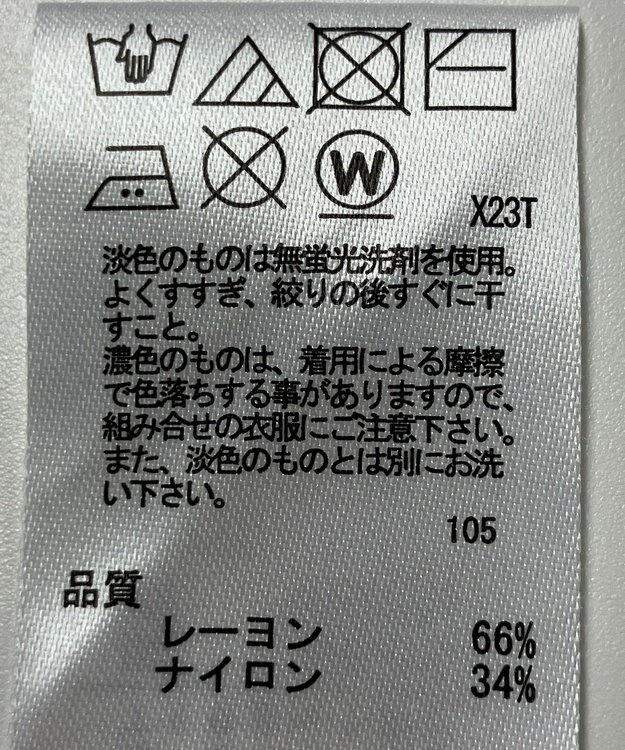 W
X23T
淡色のものは無蛍光洗剤を使用。
よくすすぎ、絞りの後すぐに干
すこと。
濃色のものは、着用による摩擦
で色落ちする事がありますので、
組み合せの衣服にご注意下さい。
また、淡色のものとは別にお洗
い下さい。
105
品質
レーヨン 66%
ナイロン 34%